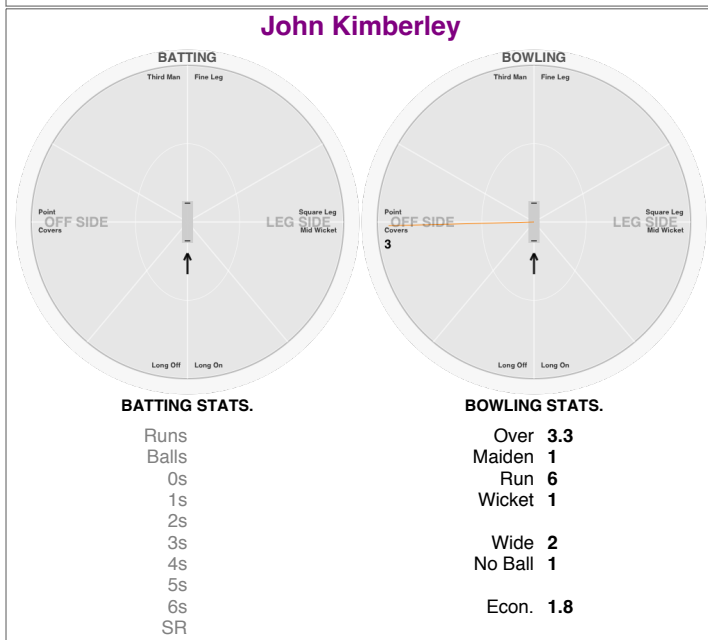 John Kimberley
BATTING
Third Man Fine Leg
Point
OFF SIDE
Covers
Square Leg
LEG SIDE
Mid Wicket
Long Off Long On
BOWLING
Third Man Fine Leg
Point
OFF SIDE
Covers
3
Square Leg
LEG SIDE
Mid Wicket
Long Off Long On
BATTING STATS.
Runs
Balls
0s
1s
2s
3s
4s
5s
6s
SR
BOWLING STATS.
Over 3.3
Maiden 1
Run 6
Wicket 1
Wide 2
No Ball 1
Econ. 1.8